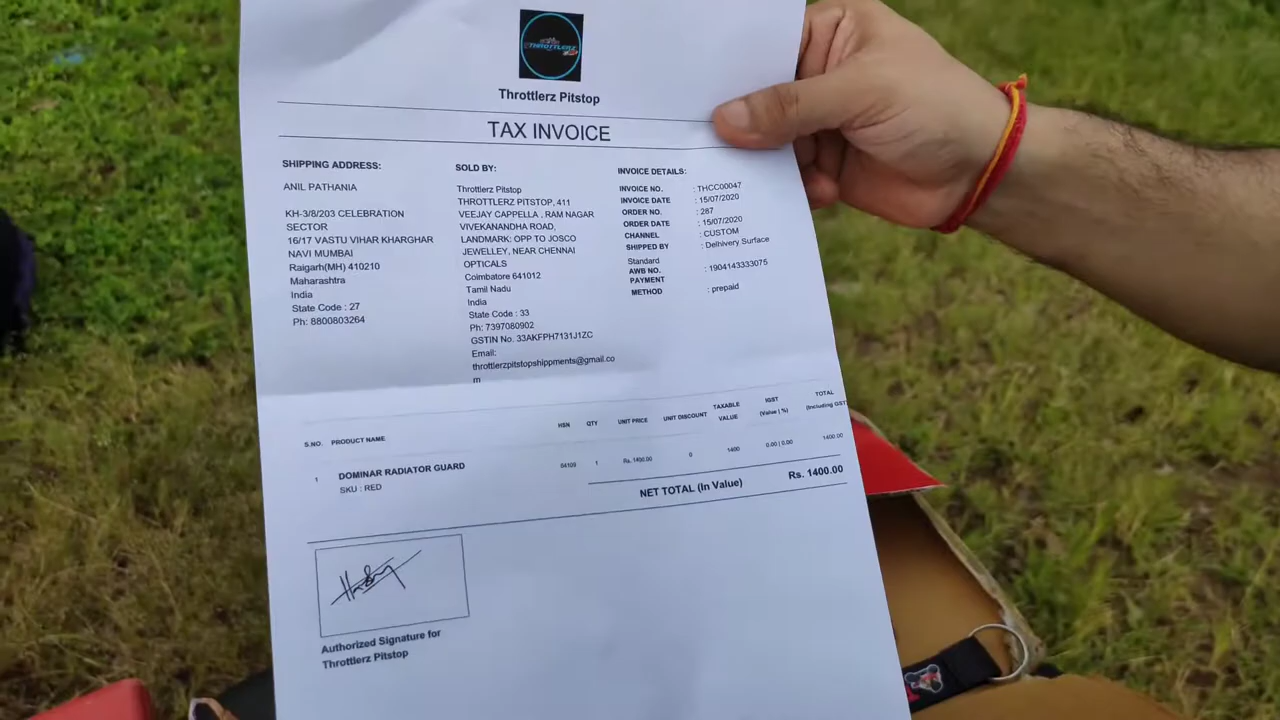 THROTTLERZ
Throttlerz Pitstop
TAX INVOICE
SHIPPING ADDRESS:
ANIL PATHANIA
KH-3/8/203 CELEBRATION
SECTOR
16/17 VASTU VIHAR KHARGHAR
NAVI MUMBAI
Raigarh(MH) 410210
Maharashtra
India
State Code : 27
Ph: 8800803264
SOLD BY:
Throttlerz Pitstop
THROTTLERZ PITSTOP, 411
VEEJAY CAPPELLA , RAM NAGAR
VIVEKANANDHA ROAD,
LANDMARK: OPP TO JOSCO
JEWELLEY, NEAR CHENNAI
OPTICALS
Coimbatore 641012
Tamil Nadu
India
State Code : 33
Ph: 7397080902
GSTIN No. 33AKFPH7131J1ZC
Email:
throttlerzpitstopshippments@gmail.co
m
INVOICE DETAILS:
INVOICE NO. : THCC00047
INVOICE DATE : 15/07/2020
ORDER NO. : 287
ORDER DATE : 15/07/2020
CHANNEL : CUSTOM
SHIPPED BY : Delhivery Surface
Standard
AWB NO. : 1904143333075
PAYMENT
METHOD : prepaid
S.NO. PRODUCT NAME HSN QTY UNIT PRICE UNIT DISCOUNT TAXABLE VALUE IGST (Value | %) TOTAL (Including GST)
1 DOMINAR RADIATOR GUARD 84109 1 Rs. 1400.00 0 1400 0.00 | 0.00 1400.00
SKU : RED
NET TOTAL (In Value) Rs. 1400.00
Authorized Signature for
Throttlerz Pitstop